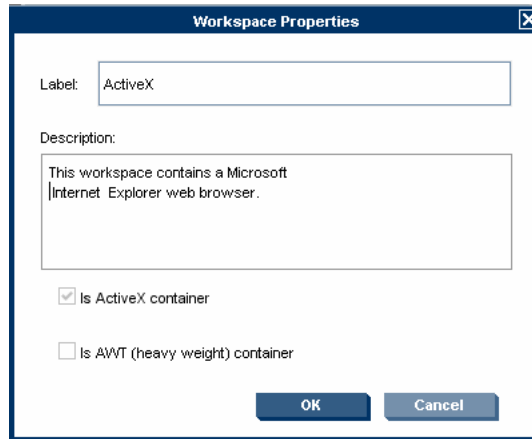 Workspace Properties
Label: ActiveX
Description:
This workspace contains a Microsoft
Internet Explorer web browser.
Is ActiveX container
Is AWT (heavy weight) container
OK Cancel